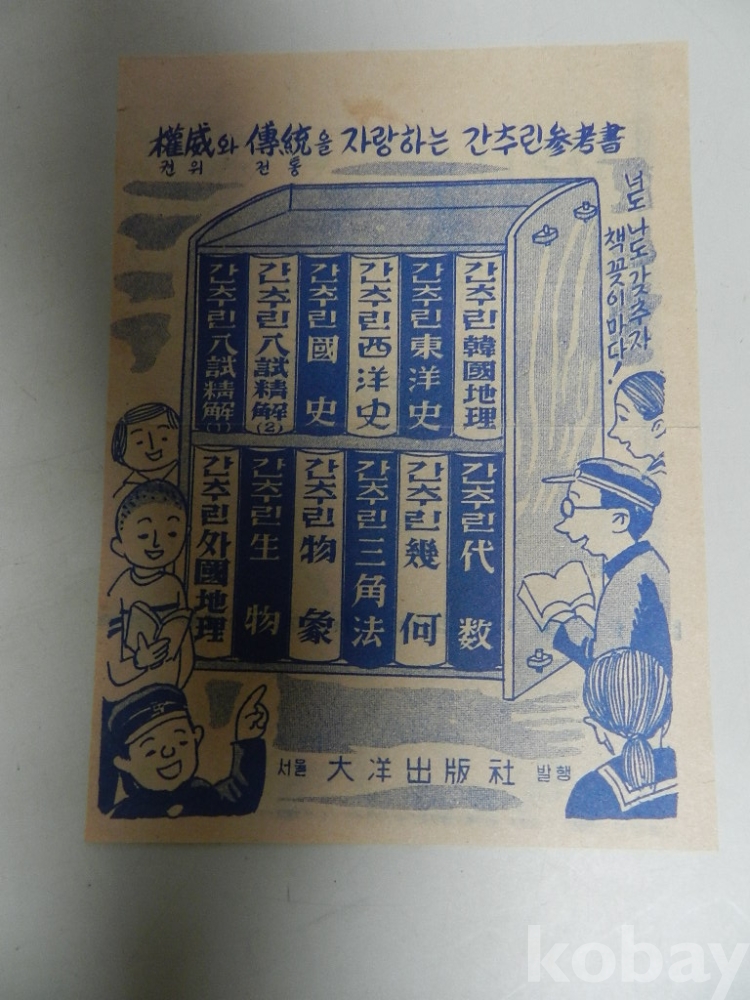 權威와 傳統을 자랑하는 간추린參考書
권위 전통
너도 나도 갖추자
책꽂이마다!
간추린入試精解(1)
간추린入試精解(2)
간추린國史
간추린西洋史
간추린東洋史
간추린韓國地理
간추린外國地理
간추린生物
간추린物象
간추린三角法
간추린幾何
간추린代数
서울 大洋出版社 발행
kobay